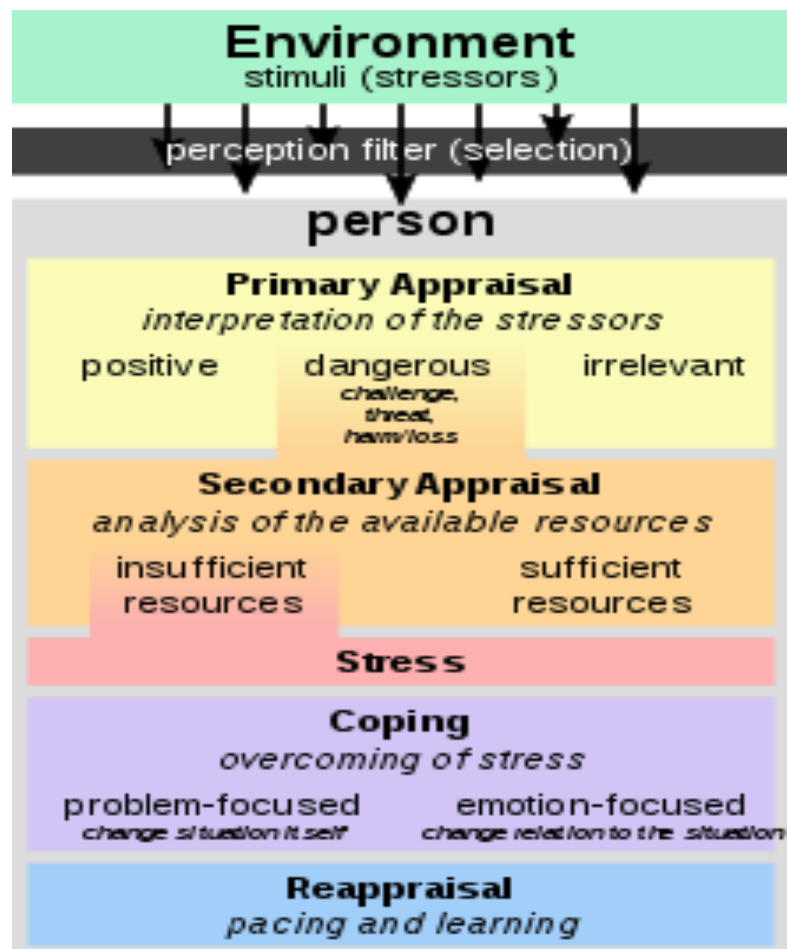 Environment
stimuli (stressors)
perception filter (selection)
person
Primary Appraisal
interpretation of the stressors
positive dangerous irrelevant
challenge,
threat,
harm/loss
Secondary Appraisal
analysis of the available resources
insufficient sufficient
resources resources
Stress
Coping
overcoming of stress
problem-focused emotion-focused
change situation itself change relation to the situation
Reappraisal
pacing and learning